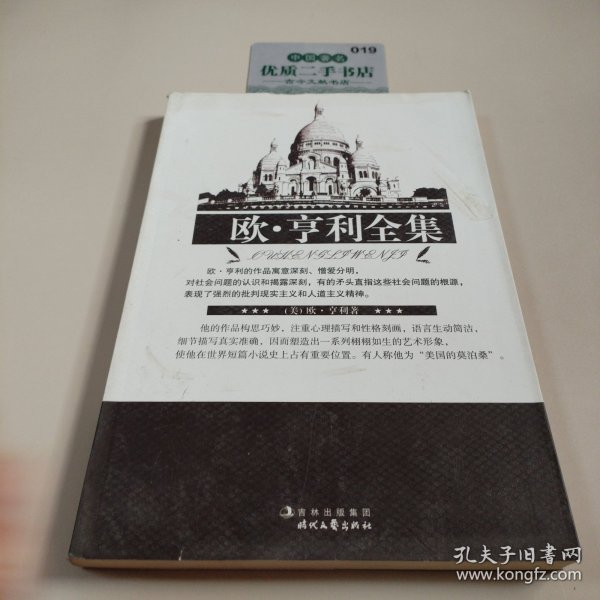 019
中国著名
优质二手书店
古今文献书店
欧·亨利全集
OUHENGLIWENJI
欧·亨利的作品寓意深刻、憎爱分明，
对社会问题的认识和揭露深刻，有的矛头直指这些社会问题的根源，
表现了强烈的批判现实主义和人道主义精神。
★★★ (美) 欧·亨利著 ★★★
他的作品构思巧妙，注重心理描写和性格刻画，语言生动简洁，
细节描写真实准确，因而塑造出一系列栩栩如生的艺术形象，
使他在世界短篇小说史上占有重要位置。有人称他为“美国的莫泊桑”。
吉林出版集团
时代文艺出版社
孔夫子旧书网
www.kongfz.com